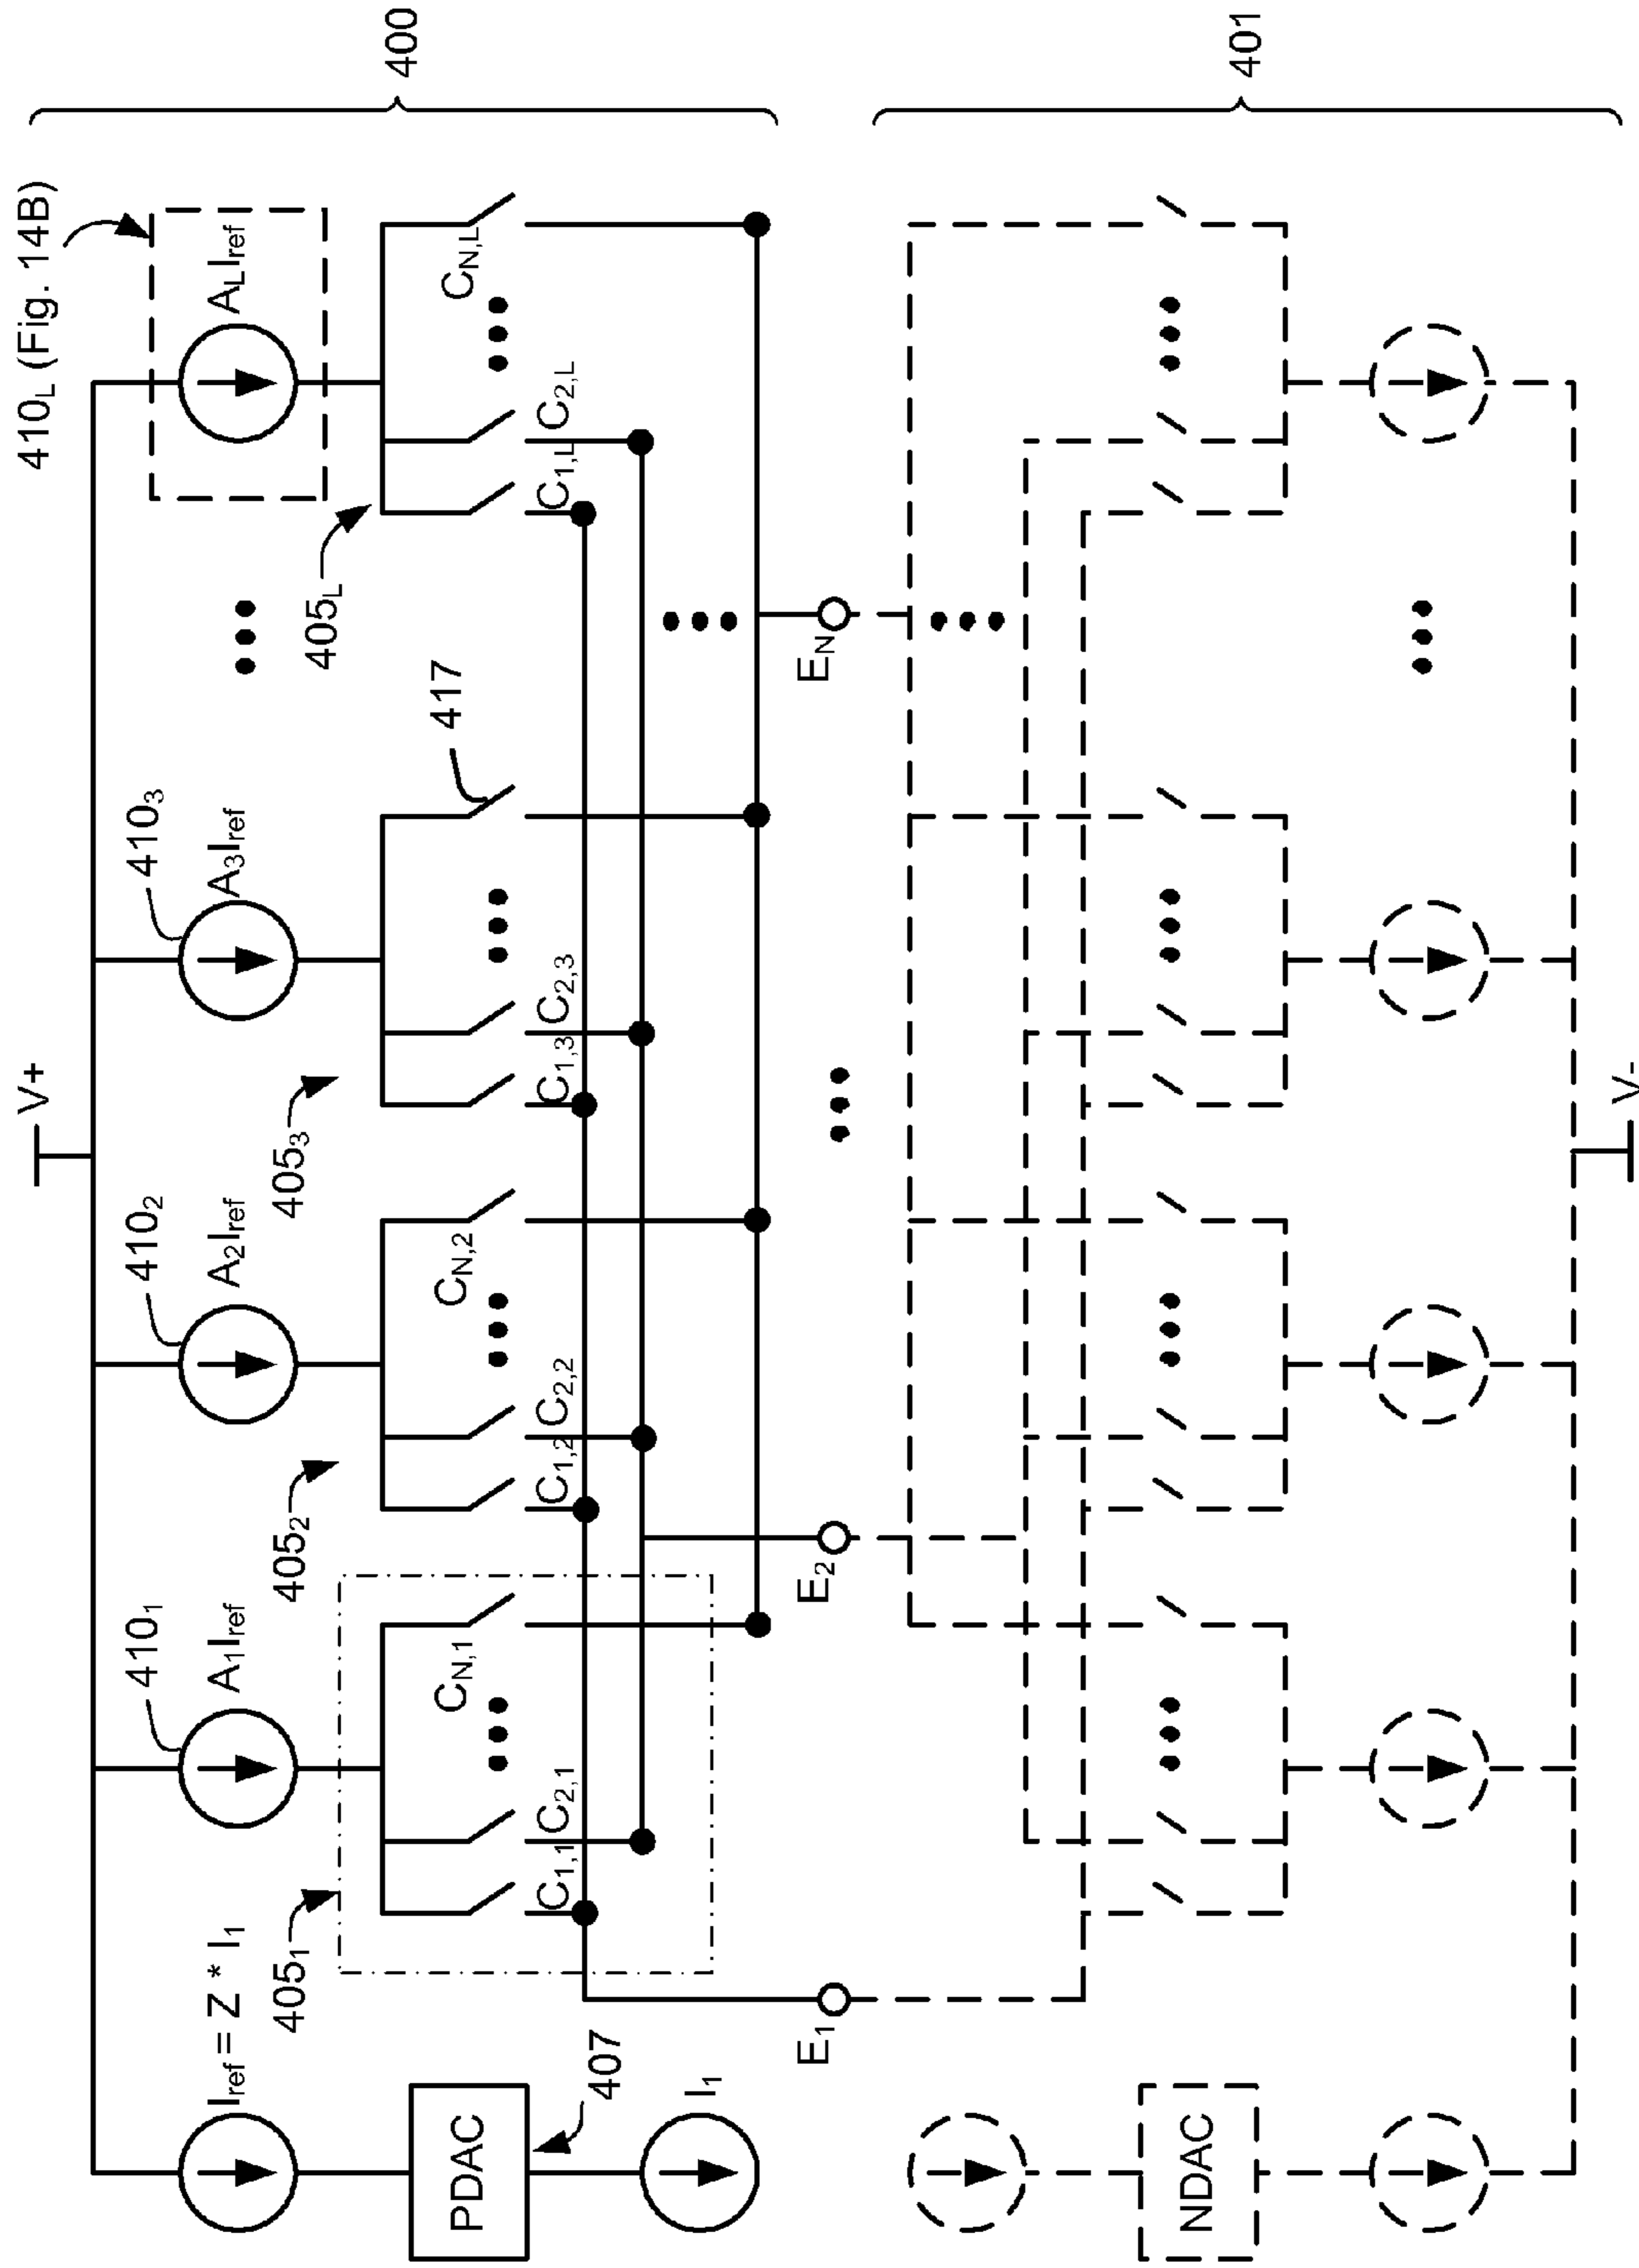 V+
410L (Fig. 14B)
Iref = Z * I1
4101
A1Iref
4102
A2Iref
4103
A3Iref
ALIref
4051
4052
4053
405L
400
PDAC
407
I1
C1,1
C2,1
CN,1
C1,2
C2,2
CN,2
C1,3
C2,3
417
C1,L
C2,L
CN,L
E1
E2
EN
401
NDAC
V-